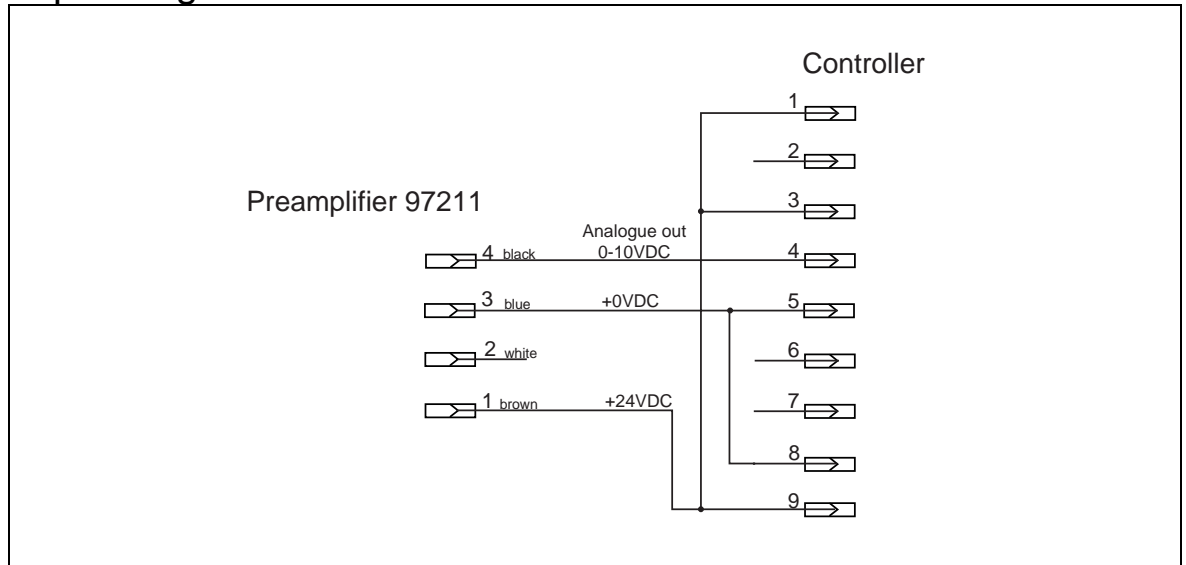 Controller
1
2
Preamplifier 97211
3
Analogue out
4 black 0-10VDC 4
3 blue +0VDC 5
2 white 6
1 brown +24VDC 7
8
9